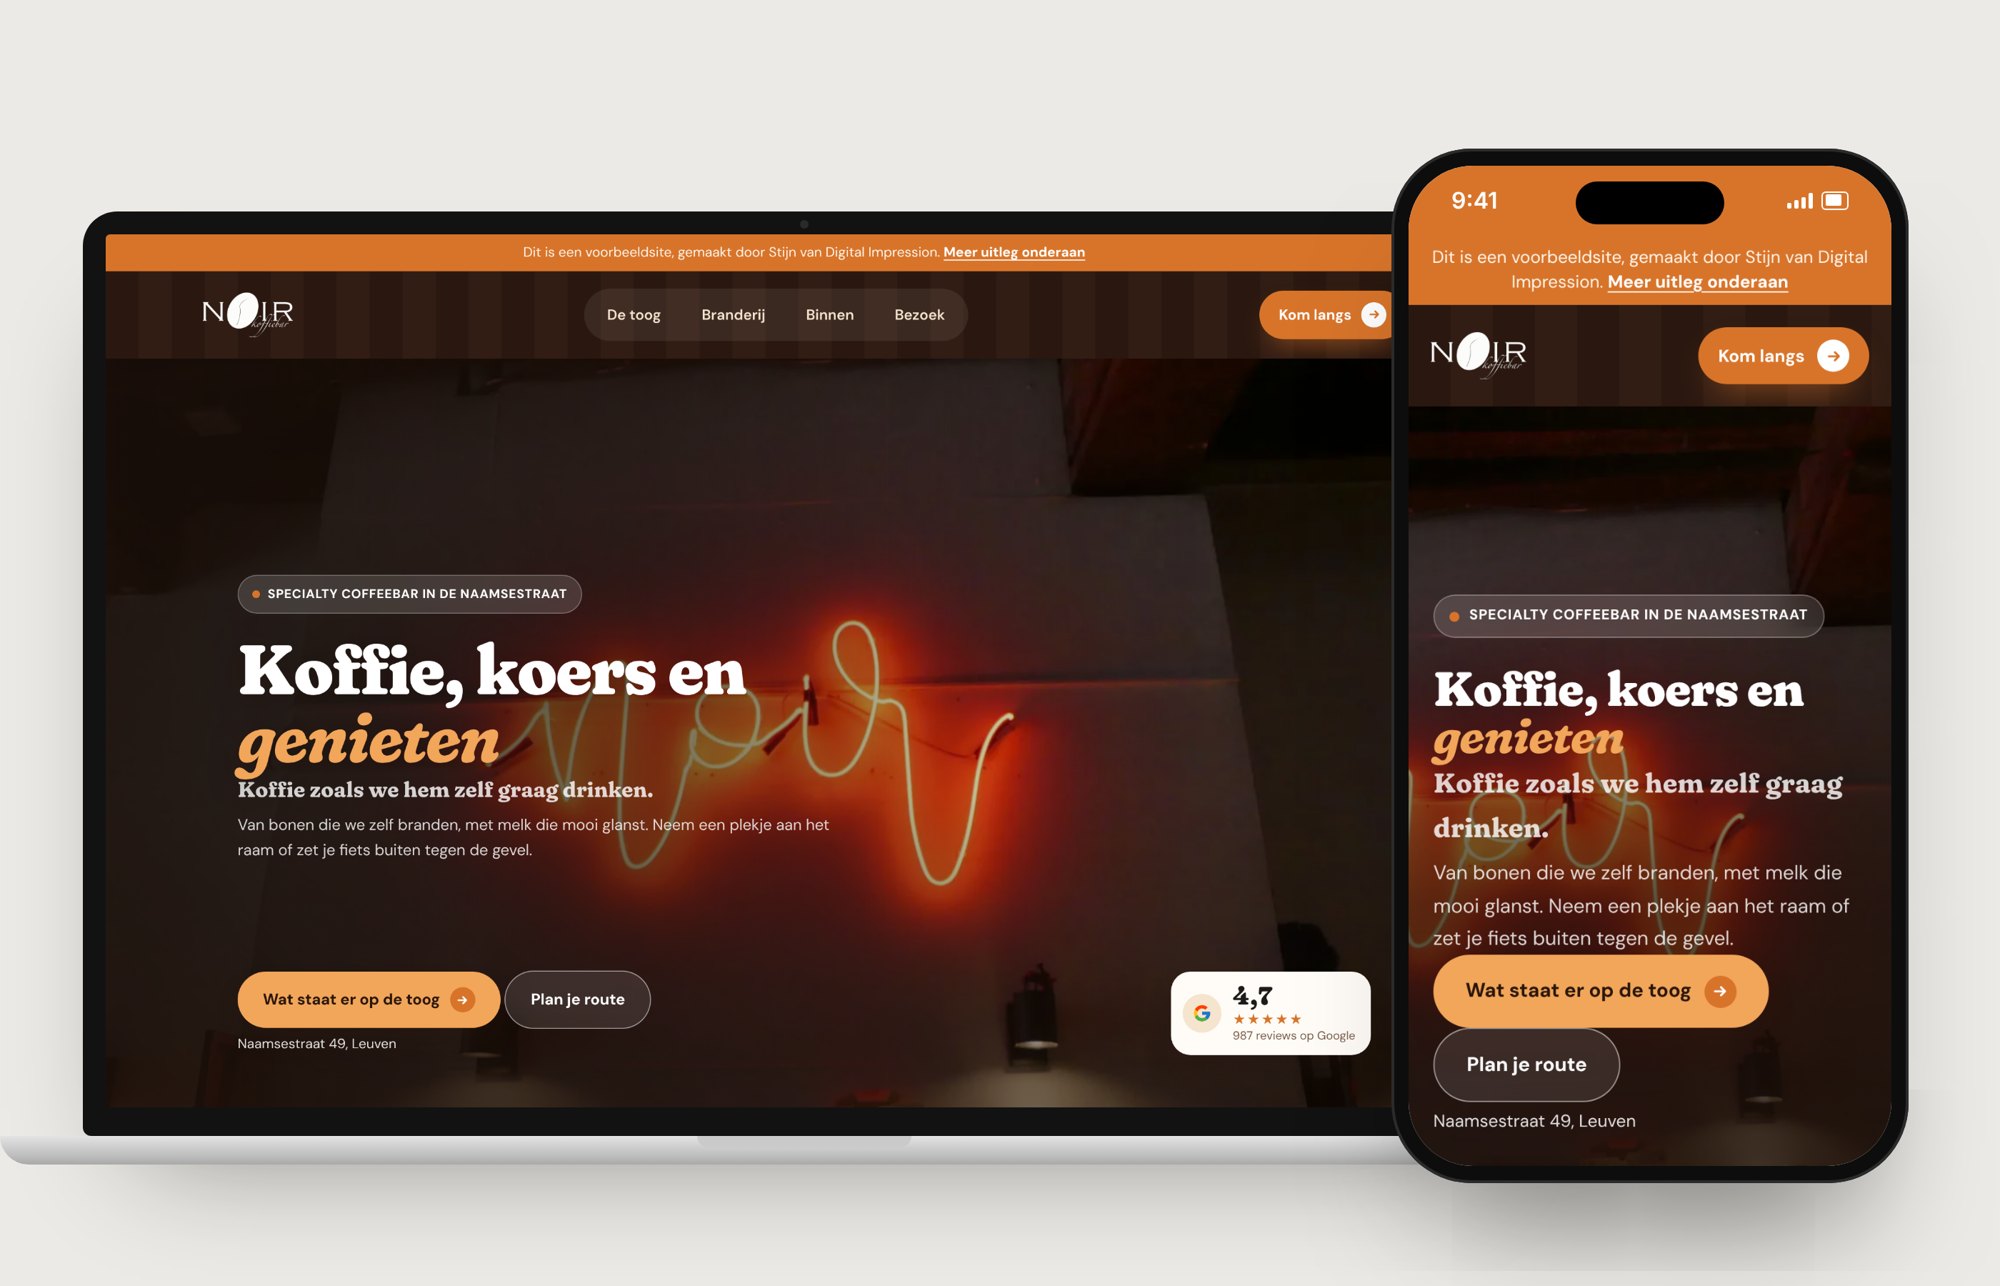 Dit is een voorbeeldsite, gemaakt door Stijn van Digital Impression. Meer uitleg onderaan
NOIR
koffiebar
De toog
Branderij
Binnen
Bezoek
Kom langs
SPECIALTY COFFEEBAR IN DE NAAMSESTRAAT
Koffie, koers en
genieten
noir
Koffie zoals we hem zelf graag drinken.
Van bonen die we zelf branden, met melk die mooi glanst. Neem een plekje aan het
raam of zet je fiets buiten tegen de gevel.
Wat staat er op de toog
Plan je route
Naamsestraat 49, Leuven
4,7
987 reviews op Google
9:41
Dit is een voorbeeldsite, gemaakt door Stijn van Digital
Impression. Meer uitleg onderaan
NOIR
koffiebar
Kom langs
SPECIALTY COFFEEBAR IN DE NAAMSESTRAAT
Koffie, koers en
genieten
Koffie zoals we hem zelf graag
drinken.
Van bonen die we zelf branden, met melk die
mooi glanst. Neem een plekje aan het raam of
zet je fiets buiten tegen de gevel.
Wat staat er op de toog
Plan je route
Naamsestraat 49, Leuven